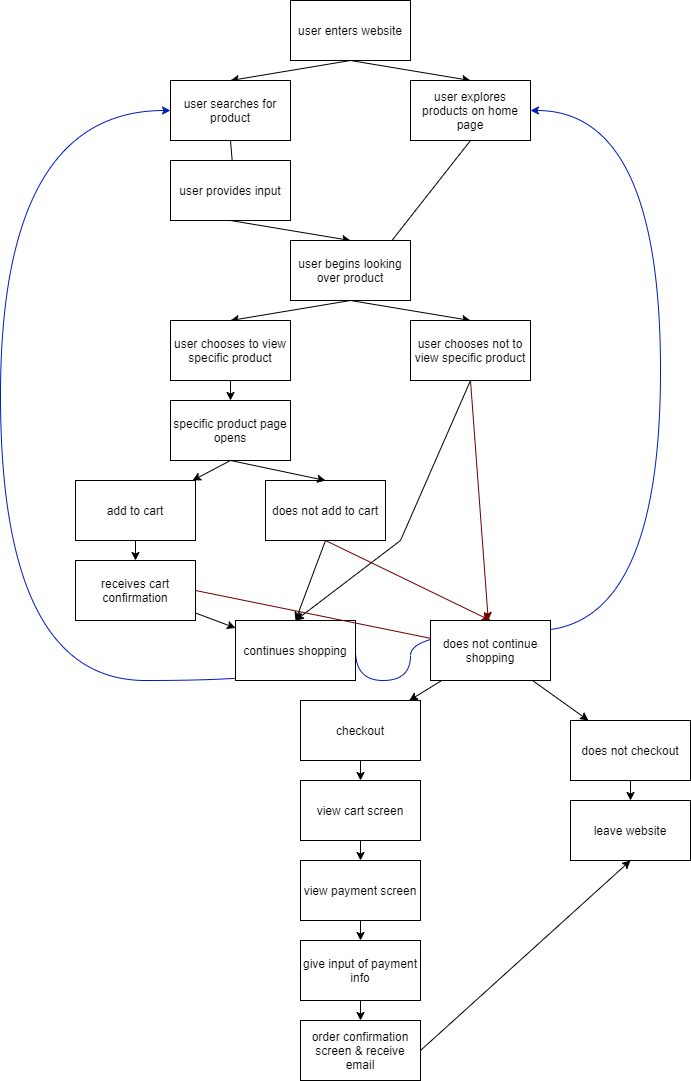 user enters website
user searches for
product
user explores
products on home
page
user provides input
user begins looking
over product
user chooses to view
specific product
user chooses not to
view specific product
specific product page
opens
add to cart
does not add to cart
receives cart
confirmation
continues shopping
does not continue
shopping
checkout
does not checkout
view cart screen
leave website
view payment screen
give input of payment
info
order confirmation
screen & receive
email